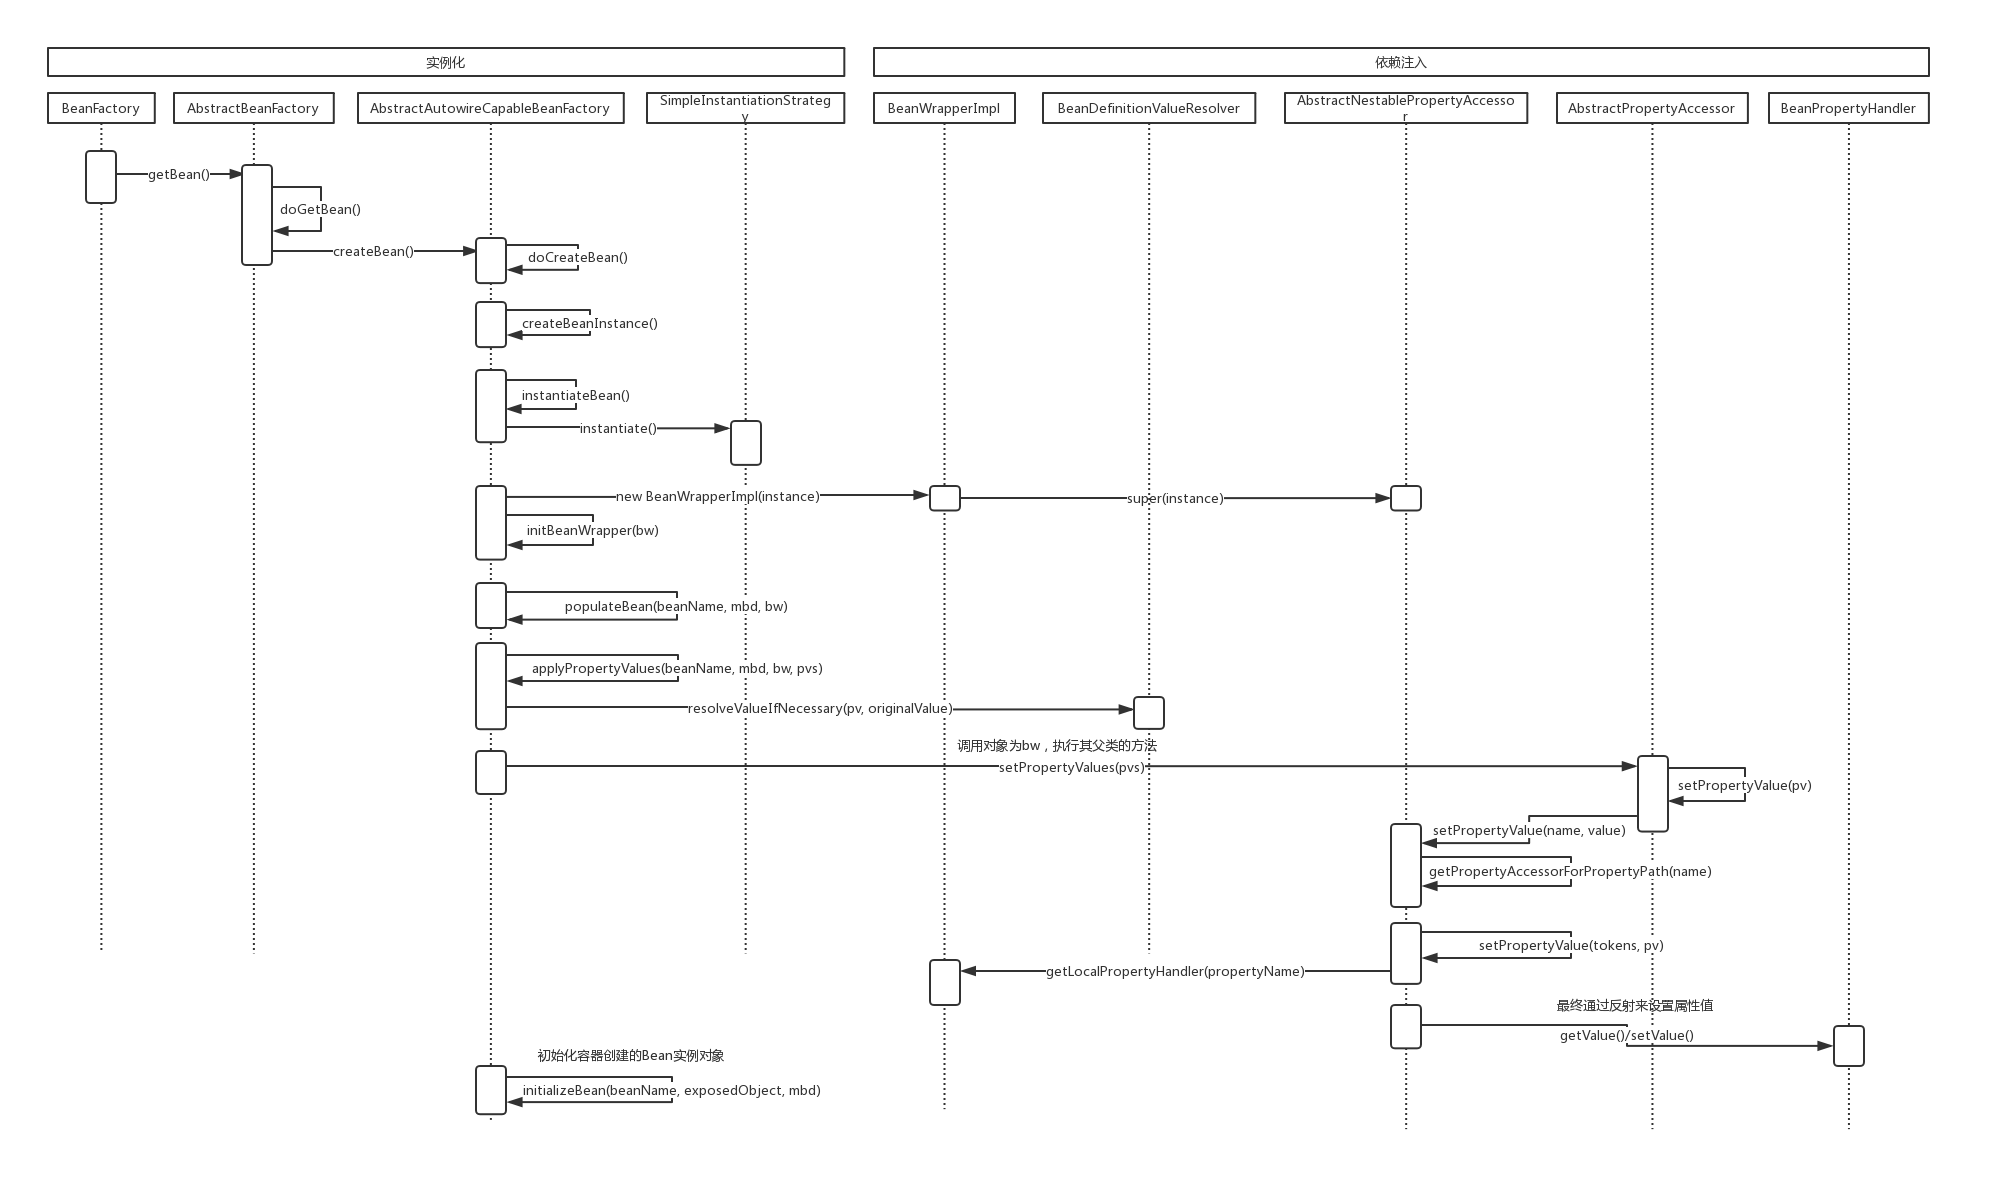 实例化
依赖注入
BeanFactory
AbstractBeanFactory
AbstractAutowireCapableBeanFactory
SimpleInstantiationStrateg
y
BeanWrapperImpl
BeanDefinitionValueResolver
AbstractNestablePropertyAccesso
r
AbstractPropertyAccessor
BeanPropertyHandler
getBean()
doGetBean()
createBean()
doCreateBean()
createBeanInstance()
instantiateBean()
instantiate()
new BeanWrapperImpl(instance)
super(instance)
initBeanWrapper(bw)
populateBean(beanName, mbd, bw)
applyPropertyValues(beanName, mbd, bw, pvs)
resolveValueIfNecessary(pv, originalValue)
调用对象为bw，执行其父类的方法
setPropertyValues(pvs)
setPropertyValue(pv)
setPropertyValue(name, value)
getPropertyAccessorForPropertyPath(name)
setPropertyValue(tokens, pv)
getLocalPropertyHandler(propertyName)
最终通过反射来设置属性值
getValue()/setValue()
初始化容器创建的Bean实例对象
initializeBean(beanName, exposedObject, mbd)